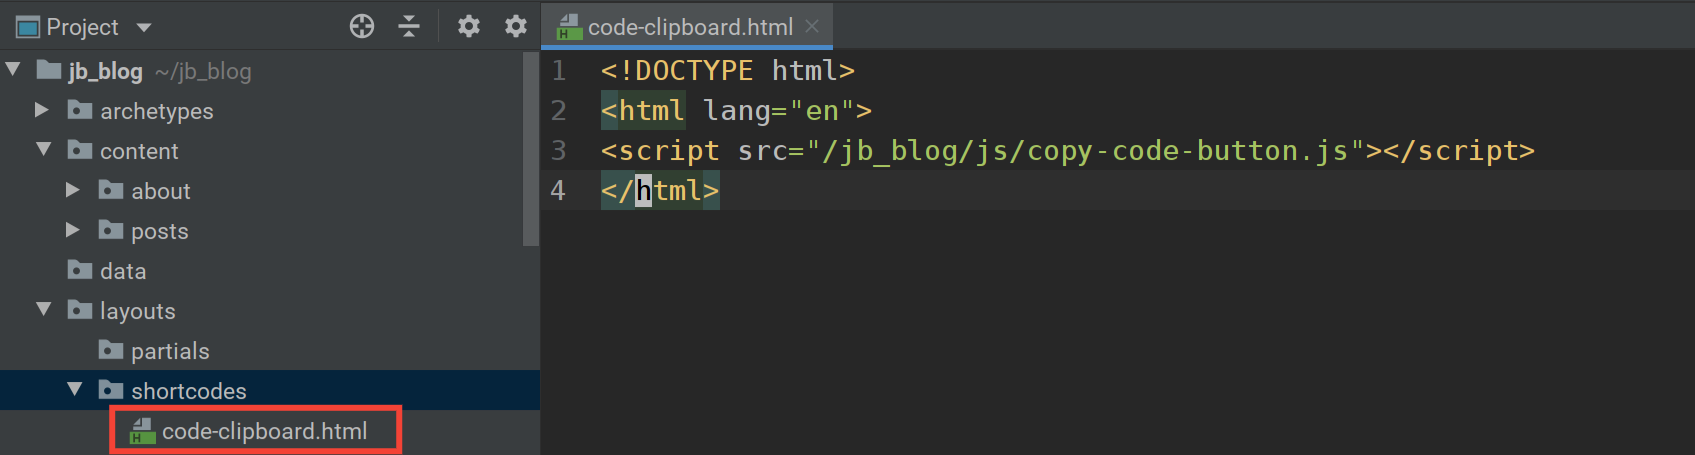 Project
jb_blog ~/jb_blog
archetypes
content
about
posts
data
layouts
partials
shortcodes
code-clipboard.html
code-clipboard.html
1 <!DOCTYPE html>
2 <html lang="en">
3 <script src="/jb_blog/js/copy-code-button.js"></script>
4 </html>